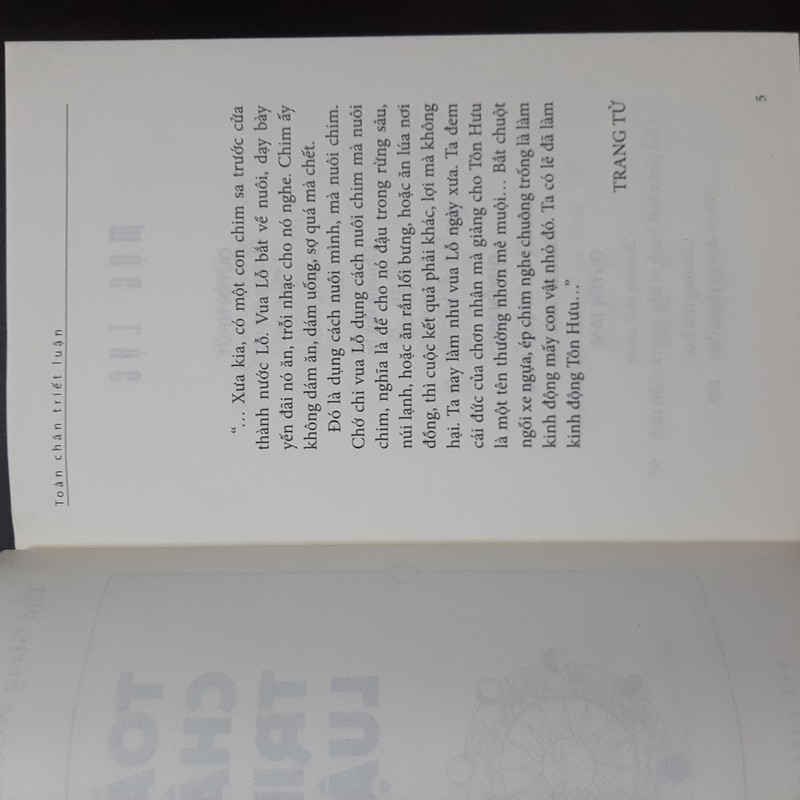 Toàn chân triết luận
“… Xưa kia, có một con chim sa trước cửa
thành nước Lỗ. Vua Lỗ bắt về nuôi, dạy bày
yến đãi nó ăn, trỗi nhạc cho nó nghe. Chim ấy
không dám ăn, dám uống, sợ quá mà chết.
Đó là dụng cách nuôi mình, mà nuôi chim.
Chớ chi vua Lỗ dụng cách nuôi chim mà nuôi
chim, nghĩa là để cho nó đậu trong rừng sâu,
núi lạnh, hoặc ăn rắn lối bưng, hoặc ăn lúa nơi
đồng, thì cuộc kết quả phải khác, lợi mà không
hại. Ta nay làm như vua Lỗ ngày xưa. Ta đem
cái đức của chơn nhân mà giảng cho Tôn Hưu
là một tên thường nhơn mê muội… Bắt chuột
ngồi xe ngựa, ép chim nghe chuông trống là làm
kinh động mấy con vật nhỏ đó. Ta có lẽ đã làm
kinh động Tôn Hưu…”
TRANG TỬ
5